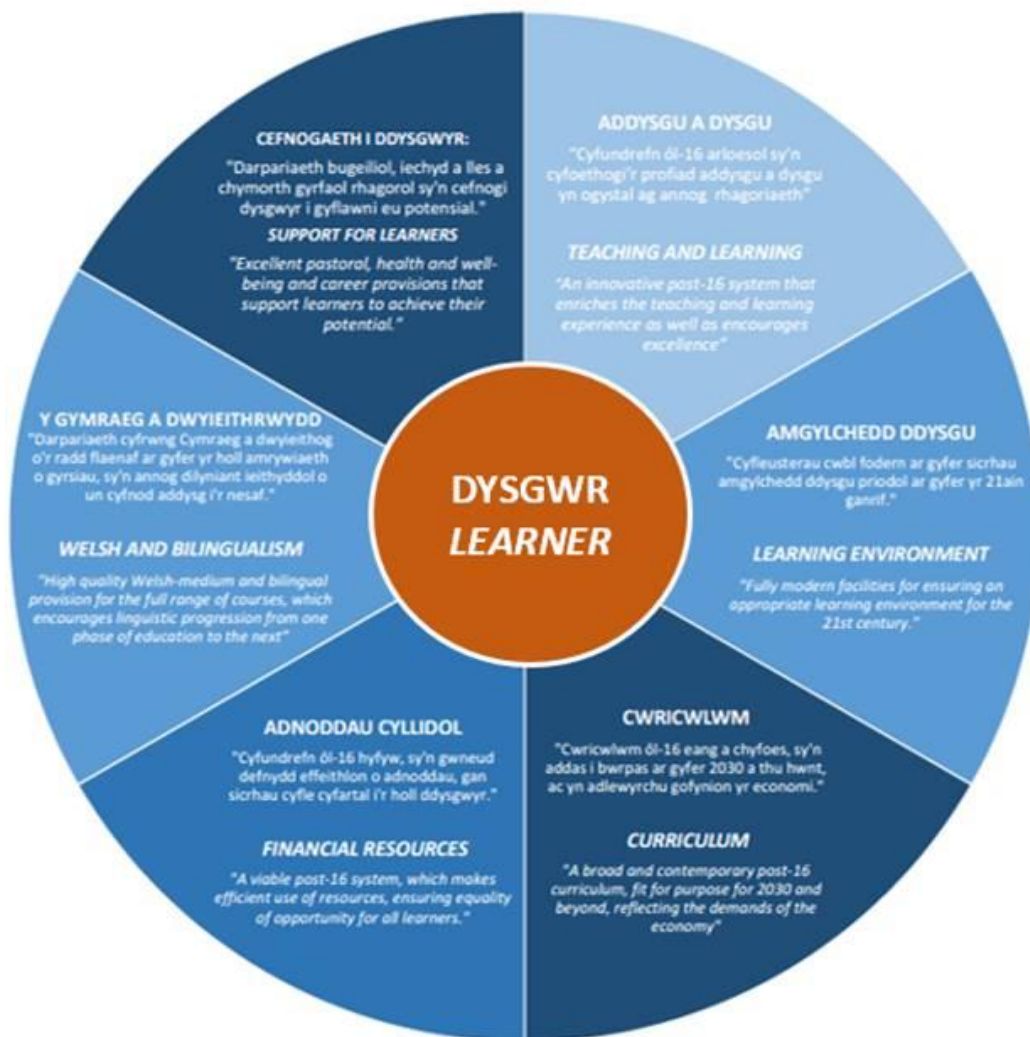 CEFNOGAETH I DDYSGWYR:
"Darpariaeth bugeiliol, iechyd a lles a
chymorth gyrfaol rhagorol sy'n cefnogi
dysgwyr i gyflawni eu potensial."
SUPPORT FOR LEARNERS
"Excellent pastoral, health and well-
being and career provisions that
support learners to achieve their
potential."
ADDYSGU A DYSGU
"Cyfundrefn ôl-16 arloesol sy'n
cyfoethogi'r profiad addysgu a dysgu
yn ogystal ag annog rhagoriaeth"
TEACHING AND LEARNING
"An innovative post-16 system that
enriches the teaching and learning
experience as well as encourages
excellence"
Y GYMRAEG A DWYIEITHRWYDD
"Darpariaeth cyfrwng Cymraeg a dwyieithog
o'r radd flaenaf ar gyfer yr holl amrywiaeth
o gyrsiau, sy'n annog dilyniant ieithyddol o
un cyfnod addysg i'r nesaf."
WELSH AND BILINGUALISM
"High quality Welsh-medium and bilingual
provision for the full range of courses, which
encourages linguistic progression from one
phase of education to the next"
DYSGWR
LEARNER
AMGYLCHEDD DDYSGU
"Cyfleusterau cwbl fodern ar gyfer sicrhau
amgylchedd ddysgu priodol ar gyfer yr 21ain
ganrif."
LEARNING ENVIRONMENT
"Fully modern facilities for ensuring an
appropriate learning environment for the
21st century."
ADNODDAU CYLLIDOL
"Cyfundrefn ôl-16 hyfyw, sy'n gwneud
defnydd effeithlon o adnoddau, gan
sicrhau cyfle cyfartal i'r holl ddysgwyr."
FINANCIAL RESOURCES
"A viable post-16 system, which makes
efficient use of resources, ensuring equality
of opportunity for all learners."
CWRICWLWM
"Cwricwlwm ôl-16 eang a chyfoes, sy'n
addas i bwrpas ar gyfer 2030 a thu hwnt,
ac yn adlewyrchu gofynion yr economi."
CURRICULUM
"A broad and contemporary post-16
curriculum, fit for purpose for 2030 and
beyond, reflecting the demands of the
economy"